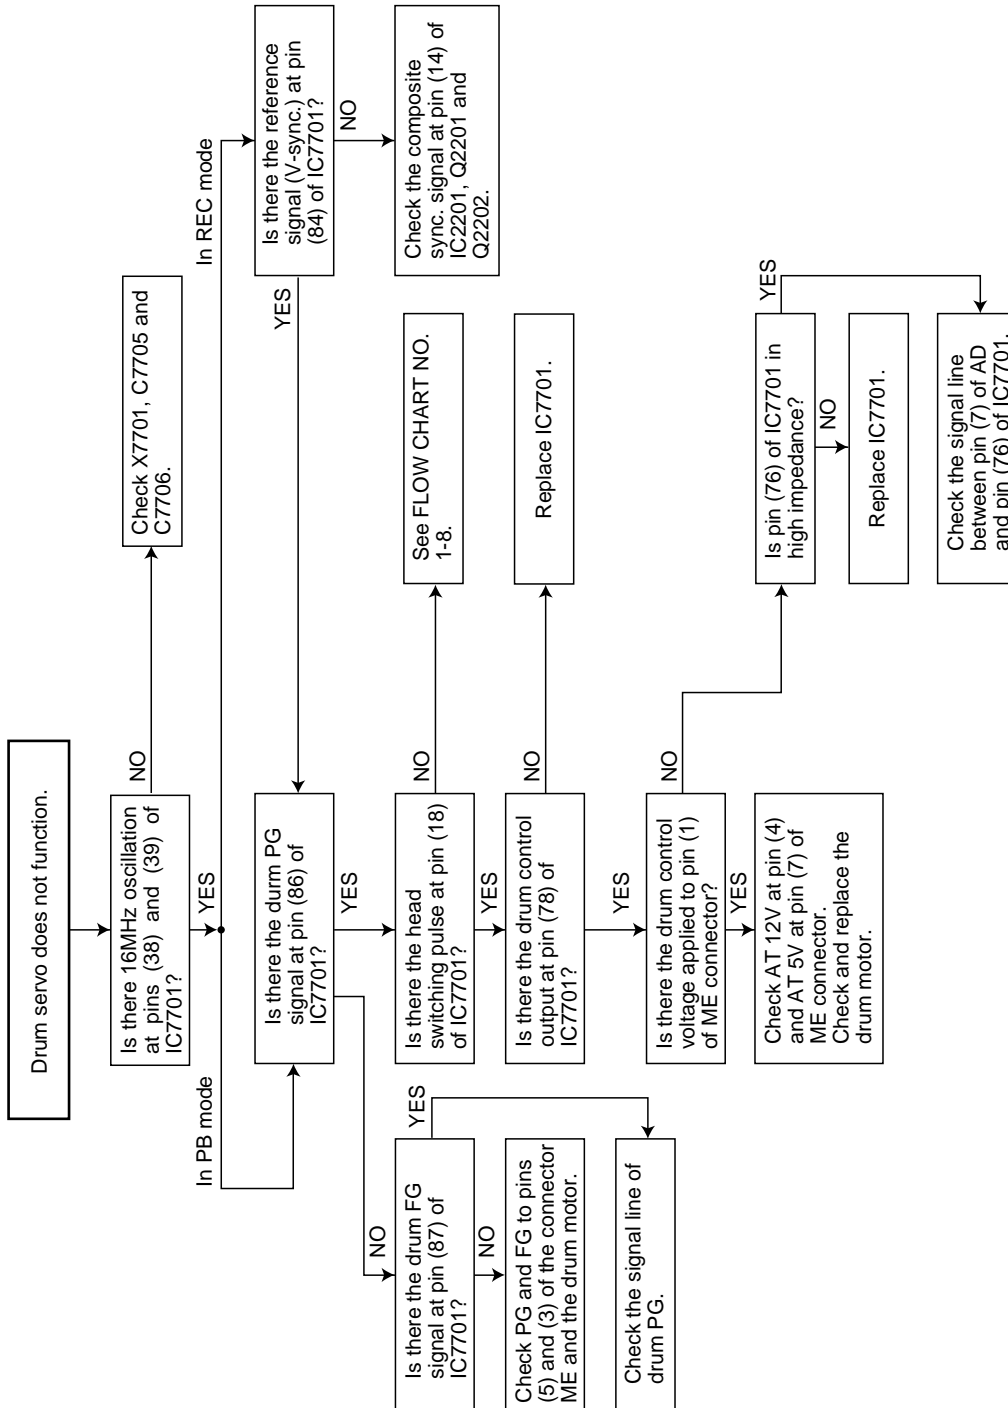 Drum servo does not function.
Is there 16MHz oscillation
at pins (38) and (39) of
IC7701?
NO
Check X7701, C7705 and
C7706.
YES
In PB mode
In REC mode
Is there the reference
signal (V-sync.) at pin
(84) of IC7701?
NO
Check the composite
sync. signal at pin (14) of
IC2201, Q2201 and
Q2202.
YES
Is there the durm PG
signal at pin (86) of
IC7701?
NO
YES
Is there the drum FG
signal at pin (87) of
IC7701?
YES
NO
Check PG and FG to pins
(5) and (3) of the connector
ME and the drum motor.
Check the signal line of
drum PG.
Is there the head
switching pulse at pin (18)
of IC7701?
NO
See FLOW CHART NO.
1-8.
YES
Is there the drum control
output at pin (78) of
IC7701?
NO
Replace IC7701.
YES
Is there the drum control
voltage applied to pin (1)
of ME connector?
NO
YES
Check AT 12V at pin (4)
and AT 5V at pin (7) of
ME connector.
Check and replace the
drum motor.
Is pin (76) of IC7701 in
high impedance?
YES
NO
Replace IC7701.
Check the signal line
between pin (7) of AD
and pin (76) of IC7701.